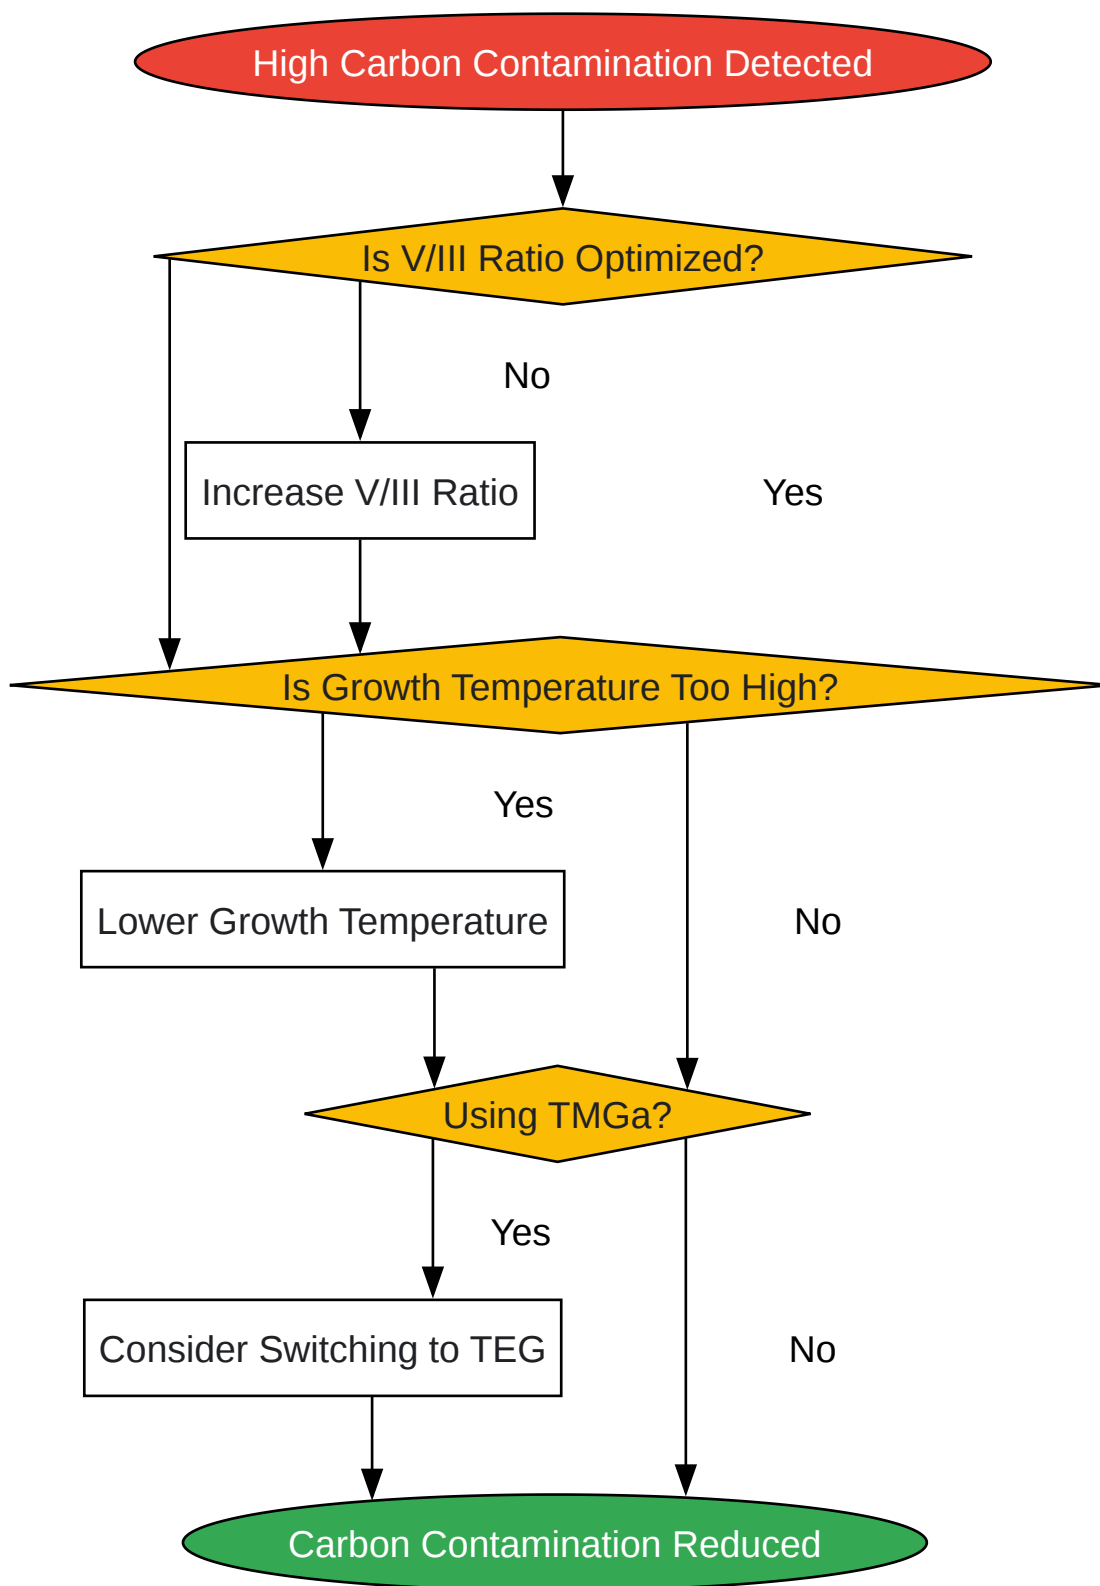 High Carbon Contamination Detected
Is V/III Ratio Optimized?
No
Increase V/III Ratio
Yes
Is Growth Temperature Too High?
Yes
Lower Growth Temperature
No
Using TMGa?
Yes
Consider Switching to TEG
No
Carbon Contamination Reduced